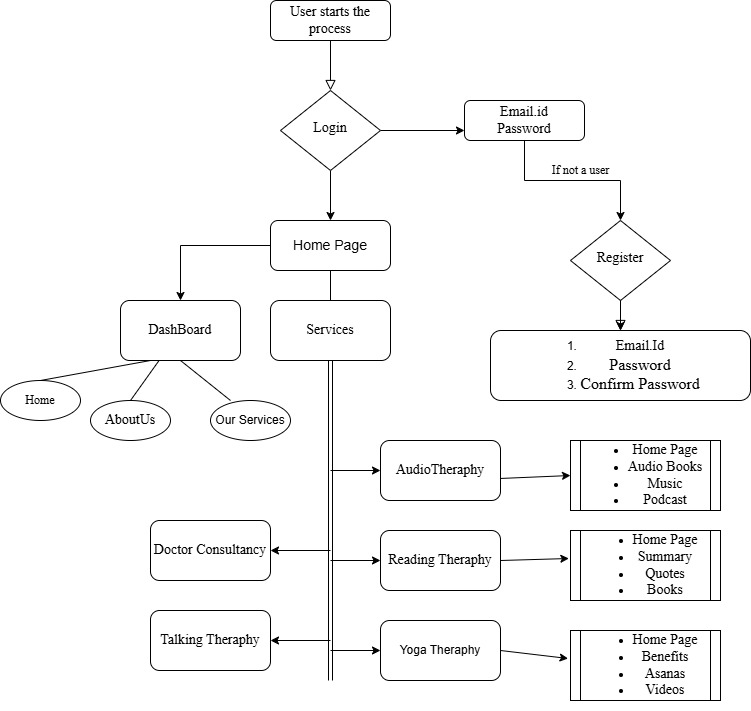 User starts the
process
Login
Email.id
Password
If not a user
Home Page
Register
DashBoard
Services
1. Email.Id
2. Password
3. Confirm Password
Home
AboutUs
Our Services
AudioTheraphy
• Home Page
• Audio Books
• Music
• Podcast
Doctor Consultancy
Reading Theraphy
• Home Page
• Summary
• Quotes
• Books
Talking Theraphy
Yoga Theraphy
• Home Page
• Benefits
• Asanas
• Videos